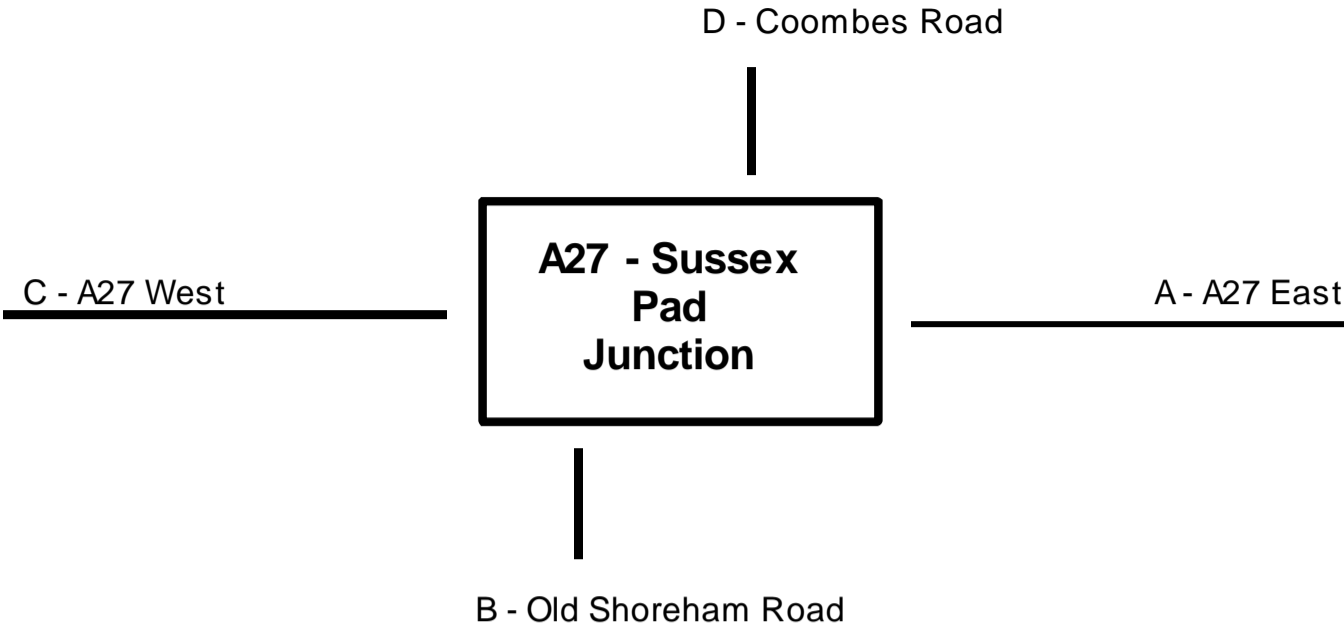 D - Coombes Road
A27 - Sussex
Pad
Junction
C - A27 West
A - A27 East
B - Old Shoreham Road